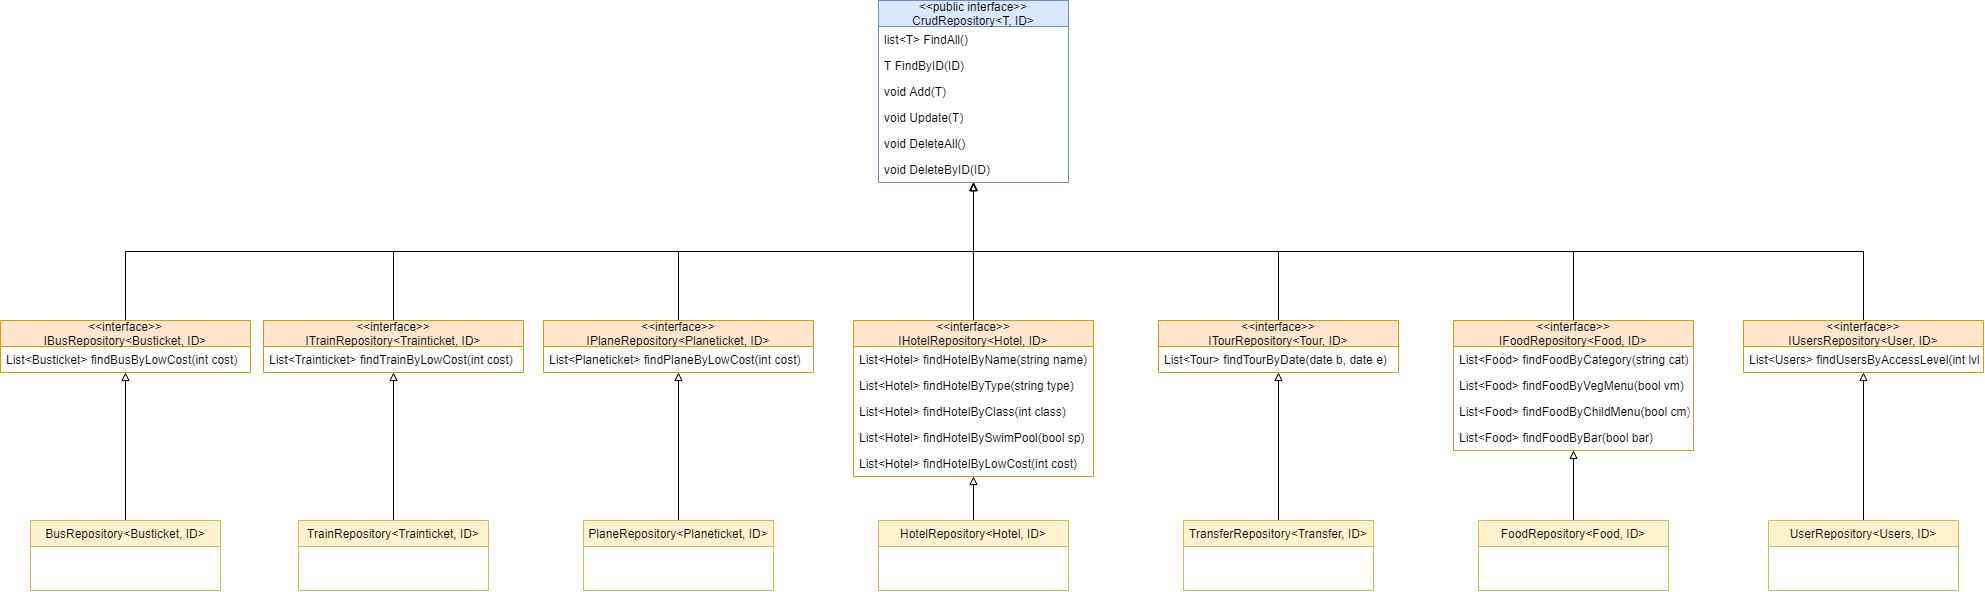 <<public interface>>
CrudRepository<T, ID>
list<T> FindAll()
T FindByID(ID)
void Add(T)
void Update(T)
void DeleteAll()
void DeleteByID(ID)
<<interface>>
IBusRepository<Busticket, ID>
List<Busticket> findBusByLowCost(int cost)
<<interface>>
ITrainRepository<Trainticket, ID>
List<Trainticket> findTrainByLowCost(int cost)
<<interface>>
IPlaneRepository<Planeticket, ID>
List<Planeticket> findPlaneByLowCost(int cost)
<<interface>>
IHotelRepository<Hotel, ID>
List<Hotel> findHotelByName(string name)
List<Hotel> findHotelByType(string type)
List<Hotel> findHotelByClass(int class)
List<Hotel> findHotelBySwimPool(bool sp)
List<Hotel> findHotelByLowCost(int cost)
<<interface>>
ITourRepository<Tour, ID>
List<Tour> findTourByDate(date b, date e)
<<interface>>
IFoodRepository<Food, ID>
List<Food> findFoodByCategory(string cat)
List<Food> findFoodByVegMenu(bool vm)
List<Food> findFoodByChildMenu(bool cm)
List<Food> findFoodByBar(bool bar)
<<interface>>
IUsersRepository<User, ID>
List<Users> findUsersByAccessLevel(int lvl
BusRepository<Busticket, ID>
TrainRepository<Trainticket, ID>
PlaneRepository<Planeticket, ID>
HotelRepository<Hotel, ID>
TransferRepository<Transfer, ID>
FoodRepository<Food, ID>
UserRepository<Users, ID>